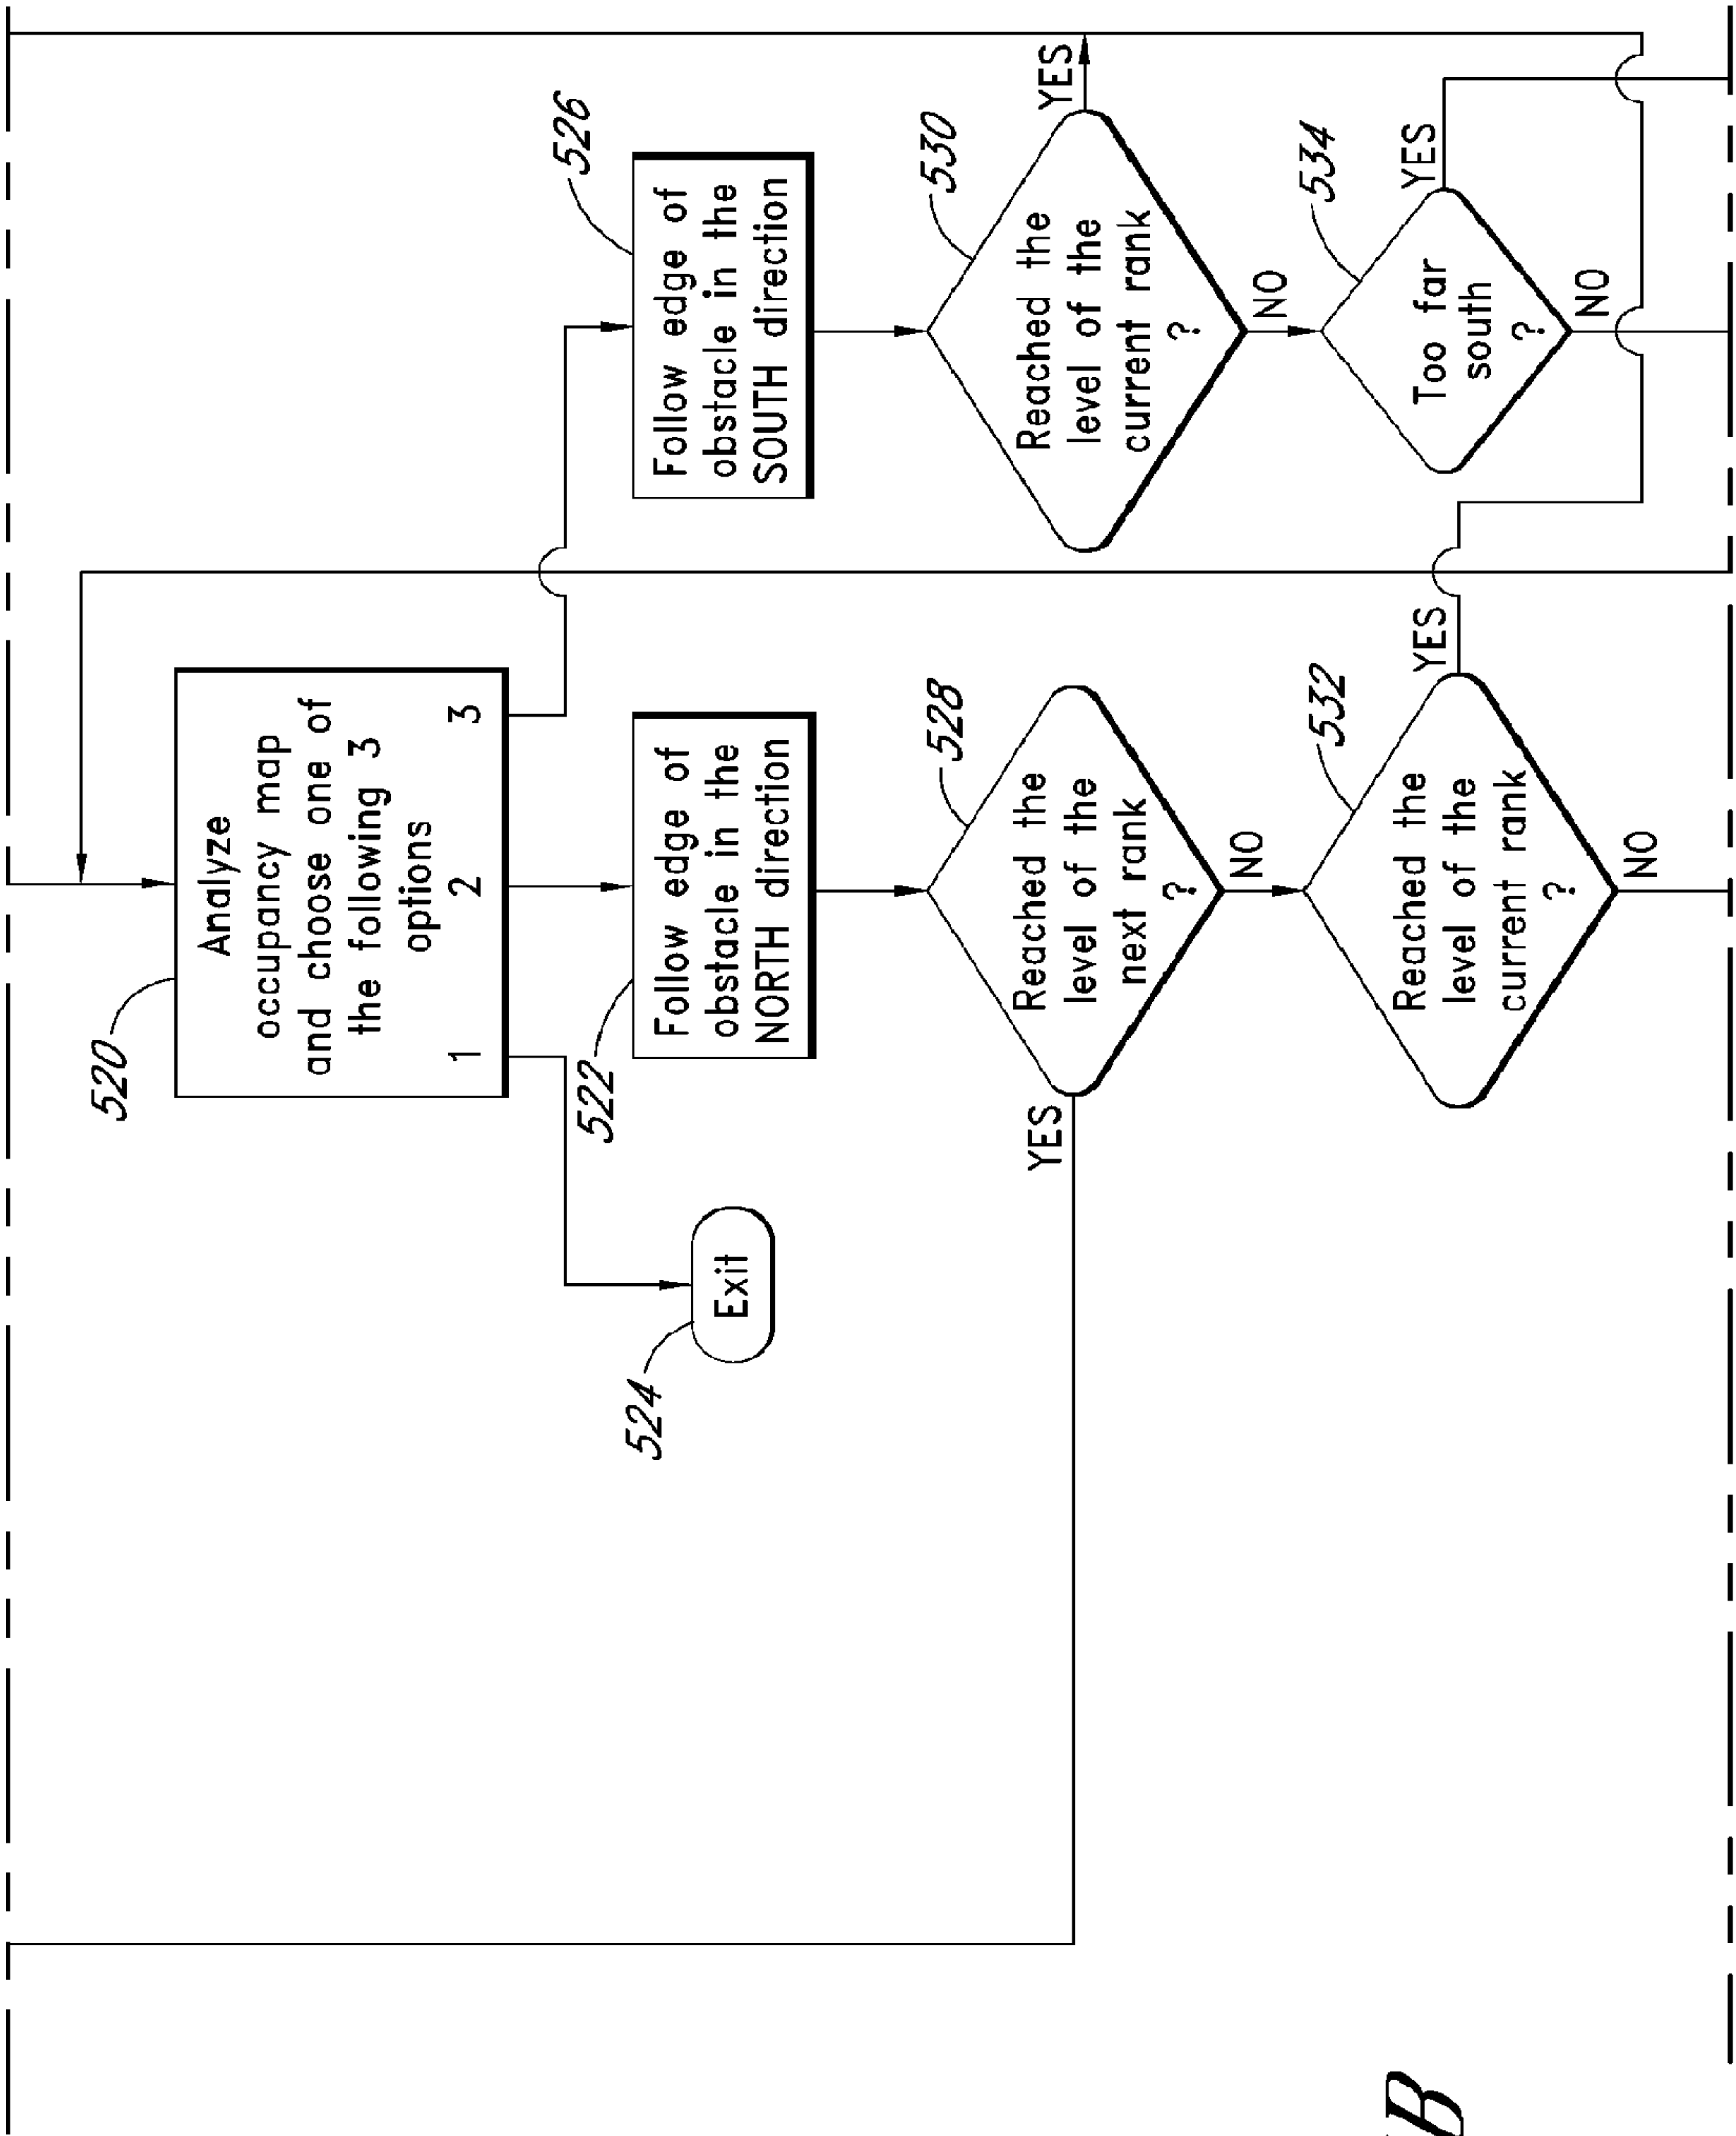 520
Analyze
occupancy map
and choose one of
the following 3
options
1 2 3
524
Exit
522
Follow edge of
obstacle in the
NORTH direction
526
Follow edge of
obstacle in the
SOUTH direction
528
Reached the
level of the
next rank
?
YES
NO
530
Reached the
level of the
current rank
?
YES
NO
532
Reached the
level of the
current rank
?
YES
NO
534
Too far
south
?
YES
NO
B